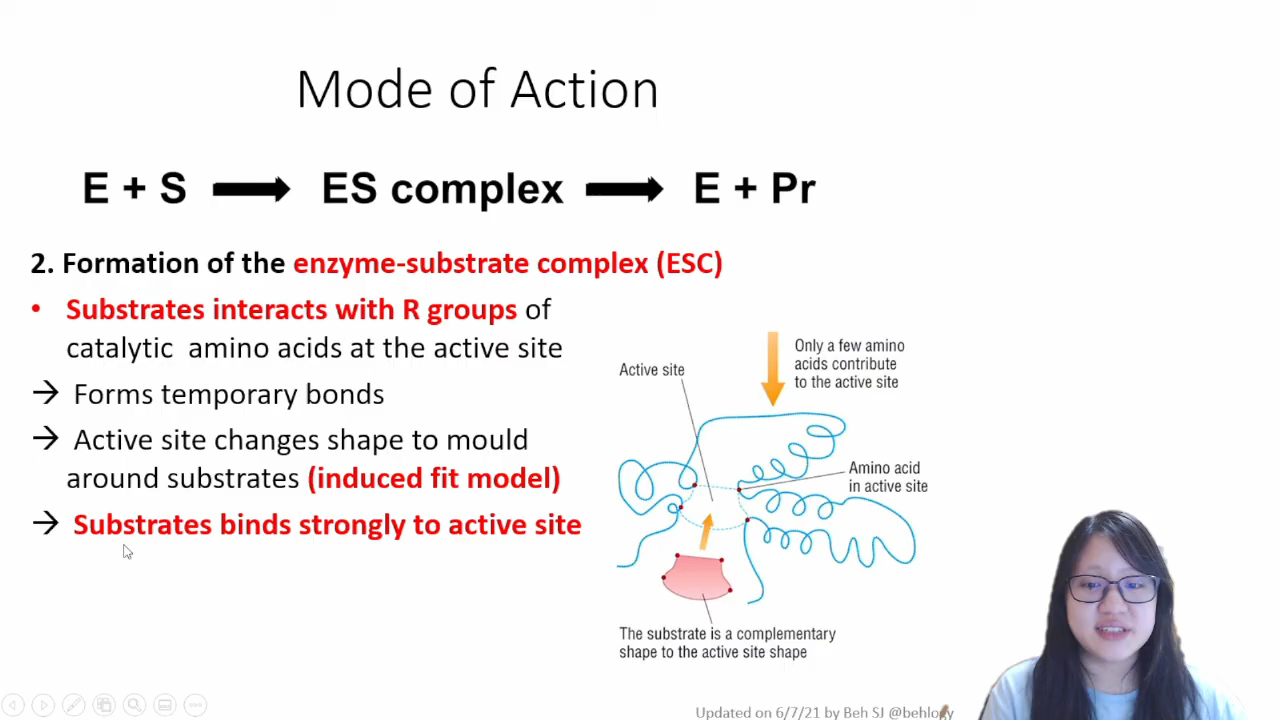 Mode of Action
E + S → ES complex → E + Pr
2. Formation of the enzyme-substrate complex (ESC)
• Substrates interacts with R groups of
catalytic amino acids at the active site
→ Forms temporary bonds
→ Active site changes shape to mould
around substrates (induced fit model)
→ Substrates binds strongly to active site
Active site
Only a few amino
acids contribute
to the active site
Amino acid
in active site
The substrate is a complementary
shape to the active site shape
Updated on 6/7/21 by Beh SJ @behlogy